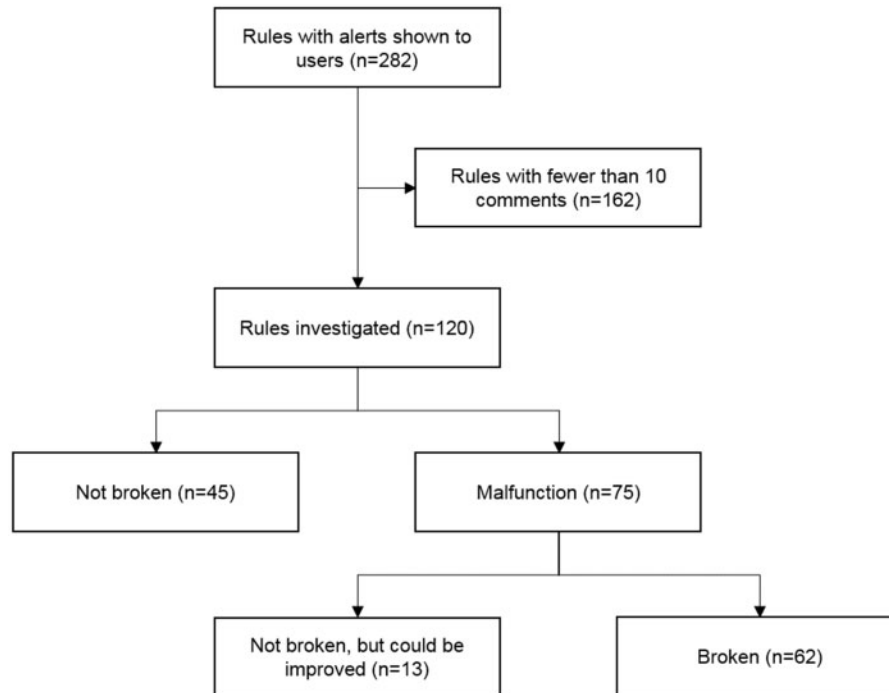 Rules with alerts shown to
users (n=282)
Rules with fewer than 10
comments (n=162)
Rules investigated (n=120)
Not broken (n=45)
Malfunction (n=75)
Not broken, but could be
improved (n=13)
Broken (n=62)